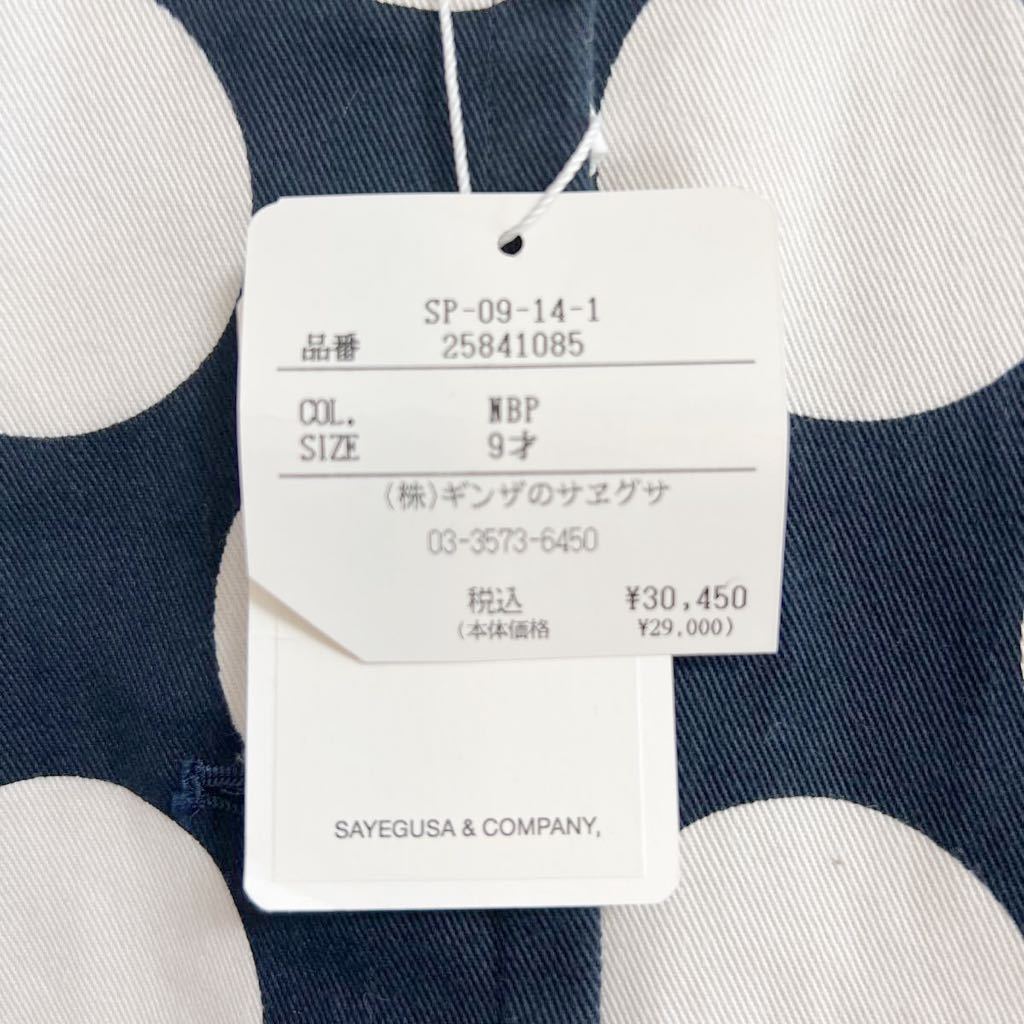 SP-09-14-1
品番 25841085
COL. NBP
SIZE 9才
(株)ギンザのサヱグサ
03-3573-6450
税込 ¥30,450
(本体価格 ¥29,000)
SAYEGUSA & COMPANY,